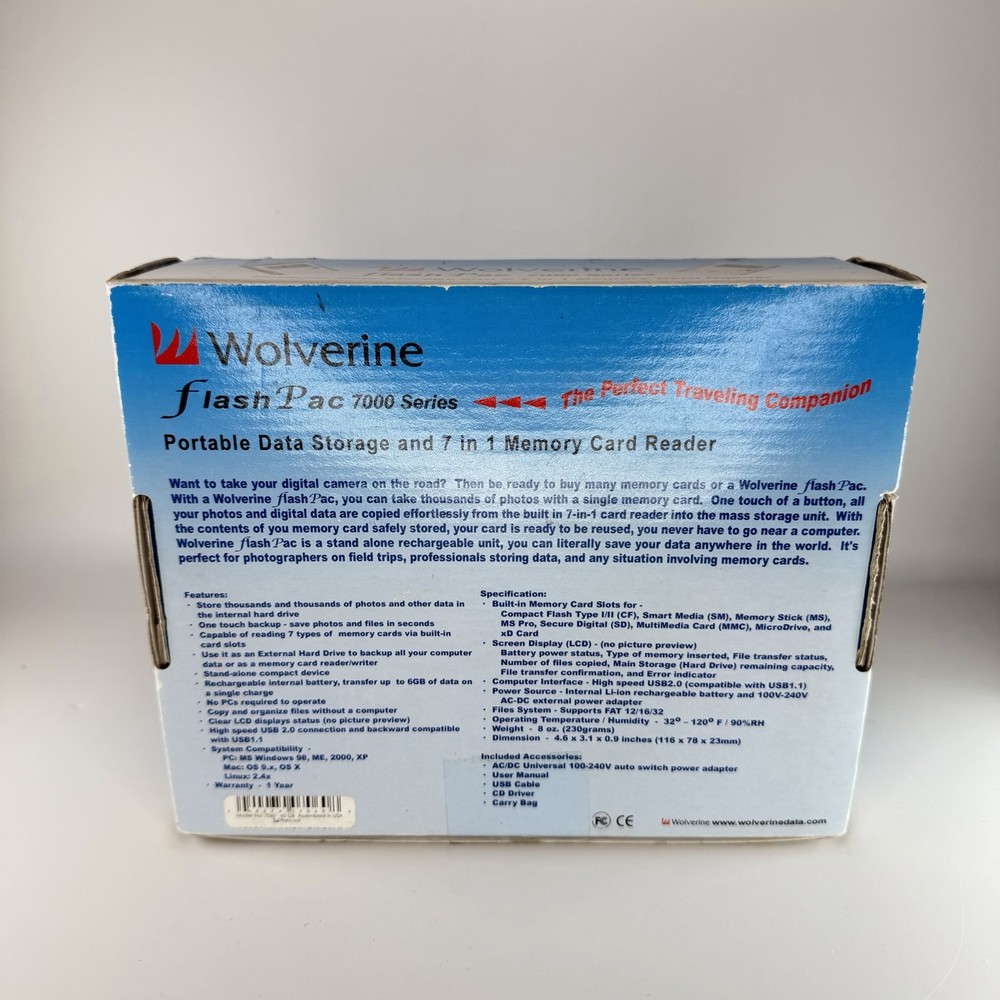 Wolverine
Wolverine
flashPac 7000 Series
The Perfect Traveling Companion
Portable Data Storage and 7 in 1 Memory Card Reader
Want to take your digital camera on the road? Then be ready to buy many memory cards or a Wolverine flashPac.
With a Wolverine flashPac, you can take thousands of photos with a single memory card. One touch of a button, all
your photos and digital data are copied effortlessly from the built in 7-in-1 card reader into the mass storage unit. With
the contents of you memory card safely stored, your card is ready to be reused, you never have to go near a computer.
Wolverine flashPac is a stand alone rechargeable unit, you can literally save your data anywhere in the world. It's
perfect for photographers on field trips, professionals storing data, and any situation involving memory cards.
Features:
· Store thousands and thousands of photos and other data in
the internal hard drive
· One touch backup - save photos and files in seconds
· Capable of reading 7 types of memory cards via built-in
card slots
· Use it as an External Hard Drive to backup all your computer
data or as a memory card reader/writer
· Stand-alone compact device
· Rechargeable internal battery, transfer up to 6GB of data on
a single charge
· No PCs required to operate
· Copy and organize files without a computer
· Clear LCD displays status (no picture preview)
· High speed USB 2.0 connection and backward compatible
with USB1.1
· System Compatibility -
PC: MS Windows 98, ME, 2000, XP
Mac: OS 9.x, OS X
Linux: 2.4x
· Warranty - 1 Year
Specification:
· Built-in Memory Card Slots for -
Compact Flash Type I/II (CF), Smart Media (SM), Memory Stick (MS),
MS Pro, Secure Digital (SD), MultiMedia Card (MMC), MicroDrive, and
xD Card
· Screen Display (LCD) - (no picture preview)
Battery power status, Type of memory inserted, File transfer status,
Number of files copied, Main Storage (Hard Drive) remaining capacity,
File transfer confirmation, and Error indicator
· Computer Interface - High speed USB2.0 (compatible with USB1.1)
· Power Source - Internal Li-ion rechargeable battery and 100V-240V
AC-DC external power adapter
· Files System - Supports FAT 12/16/32
· Operating Temperature / Humidity - 32º – 120º F / 90%RH
· Weight - 8 oz. (230grams)
· Dimension - 4.6 x 3.1 x 0.9 inches (116 x 78 x 23mm)
Included Accessories:
· AC/DC Universal 100-240V auto switch power adapter
· User Manual
· USB Cable
· CD Driver
· Carry Bag
Assembled in USA
FC CE
Wolverine www.wolverinedata.com